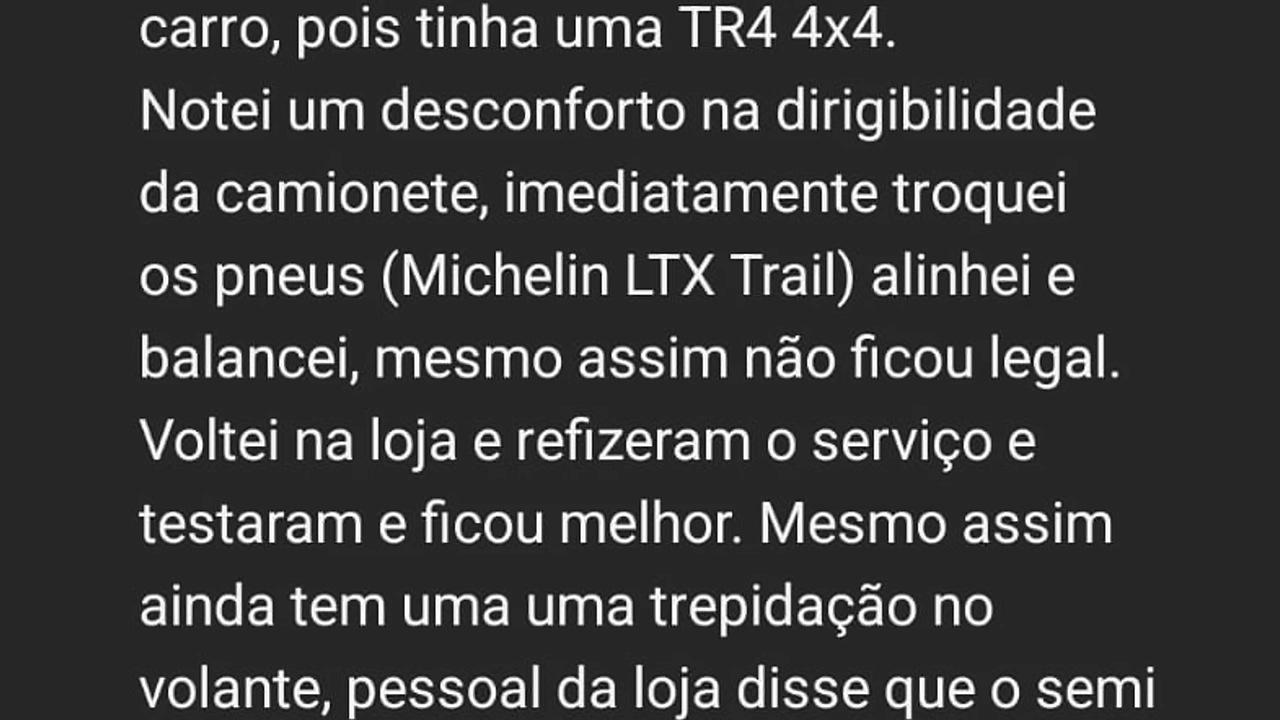 carro, pois tinha uma TR4 4x4.
Notei um desconforto na dirigibilidade
da camionete, imediatamente troquei
os pneus (Michelin LTX Trail) alinhei e
balancei, mesmo assim não ficou legal.
Voltei na loja e refizeram o serviço e
testaram e ficou melhor. Mesmo assim
ainda tem uma uma trepidação no
volante, pessoal da loja disse que o semi